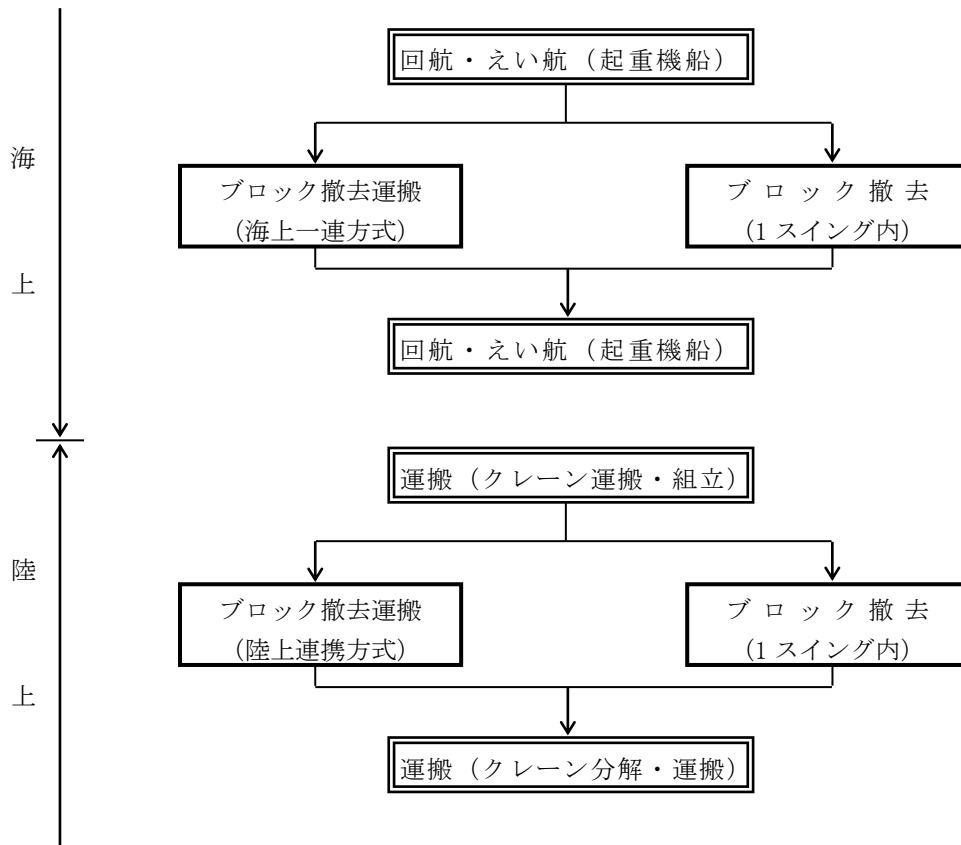 海
上
回航・えい航（起重機船）
ブロック撤去運搬
（海上一連方式）
ブロック撤去
（1スイング内）
回航・えい航（起重機船）
陸
上
運搬（クレーン運搬・組立）
ブロック撤去運搬
（陸上連携方式）
ブロック撤去
（1スイング内）
運搬（クレーン分解・運搬）